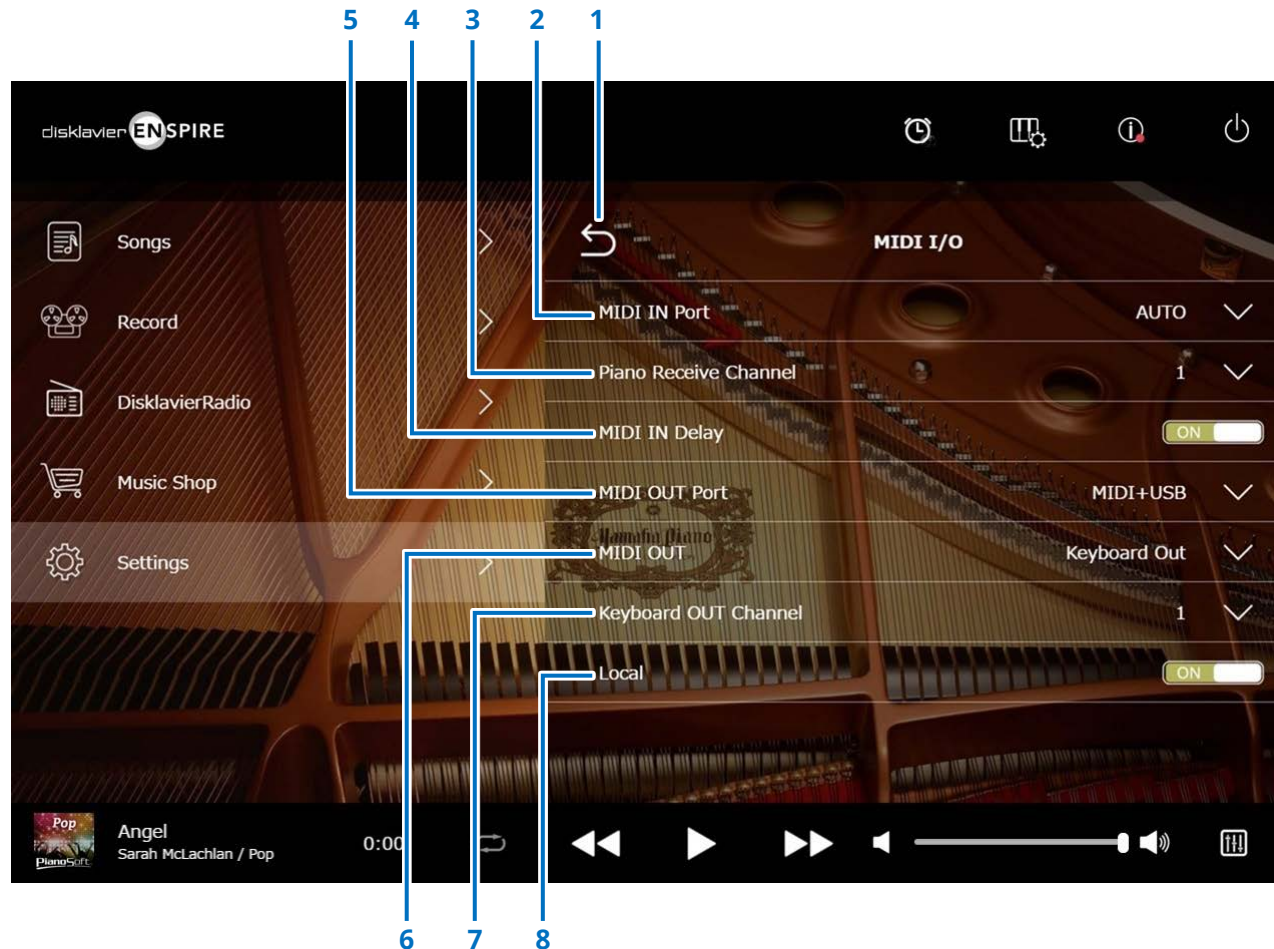 5 4 3 2 1
disklavier ENSPIRE
Songs
Record
DisklavierRadio
Music Shop
Settings
MIDI I/O
MIDI IN Port AUTO
Piano Receive Channel 1
MIDI IN Delay ON
MIDI OUT Port MIDI+USB
MIDI OUT Keyboard Out
Keyboard OUT Channel 1
Local ON
Yamaha Piano
Pop
PianoSoft
Angel
Sarah McLachlan / Pop
0:00
6 7 8